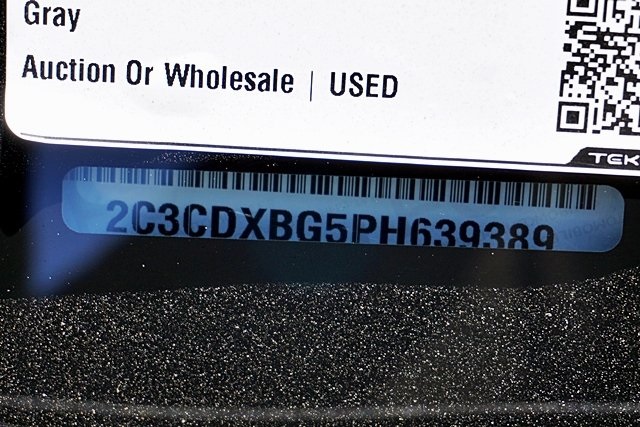 Gray
Auction Or Wholesale | USED
TEK
2C3CDXBG5PH639389